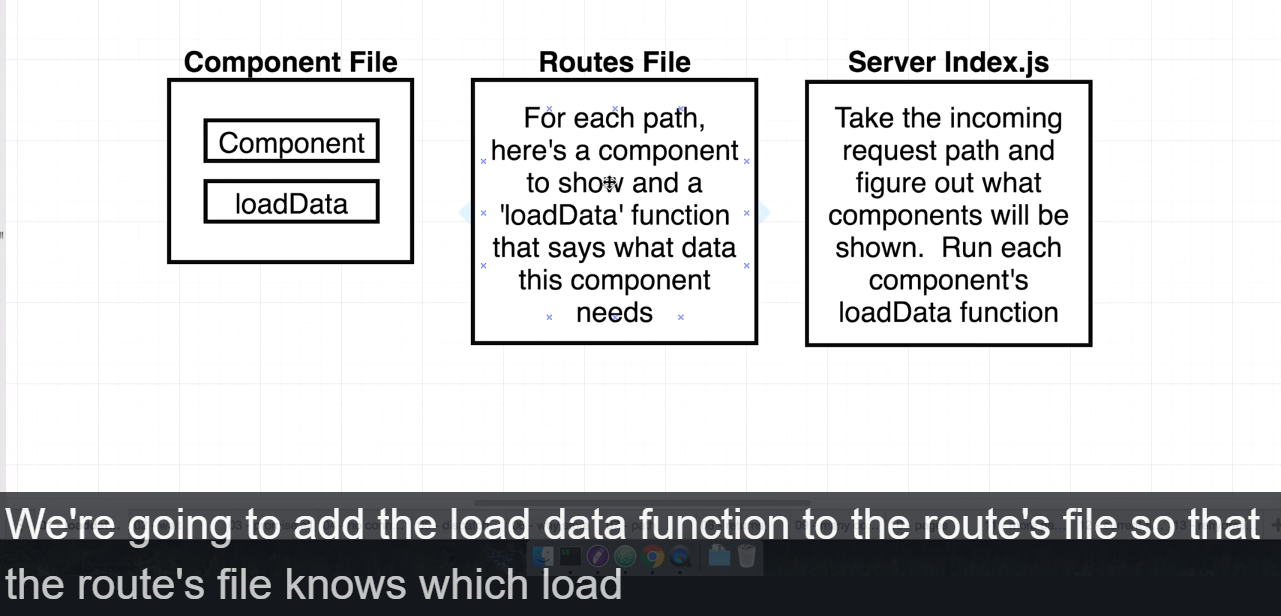 Component File
Component
loadData
Routes File
For each path,
here's a component
to show and a
'loadData' function
that says what data
this component
needs
Server Index.js
Take the incoming
request path and
figure out what
components will be
shown. Run each
component's
loadData function
We're going to add the load data function to the route's file so that
the route's file knows which load